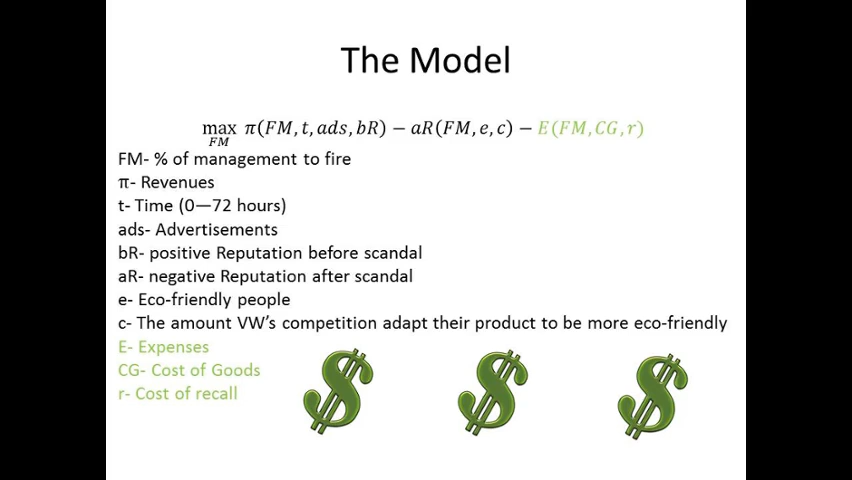 The Model
max π(FM, t, ads, bR) − aR(FM, e, c) − E(FM, CG, r)
FM
FM- % of management to fire
π- Revenues
t- Time (0—72 hours)
ads- Advertisements
bR- positive Reputation before scandal
aR- negative Reputation after scandal
e- Eco-friendly people
c- The amount VW's competition adapt their product to be more eco-friendly
E- Expenses
CG- Cost of Goods
r- Cost of recall